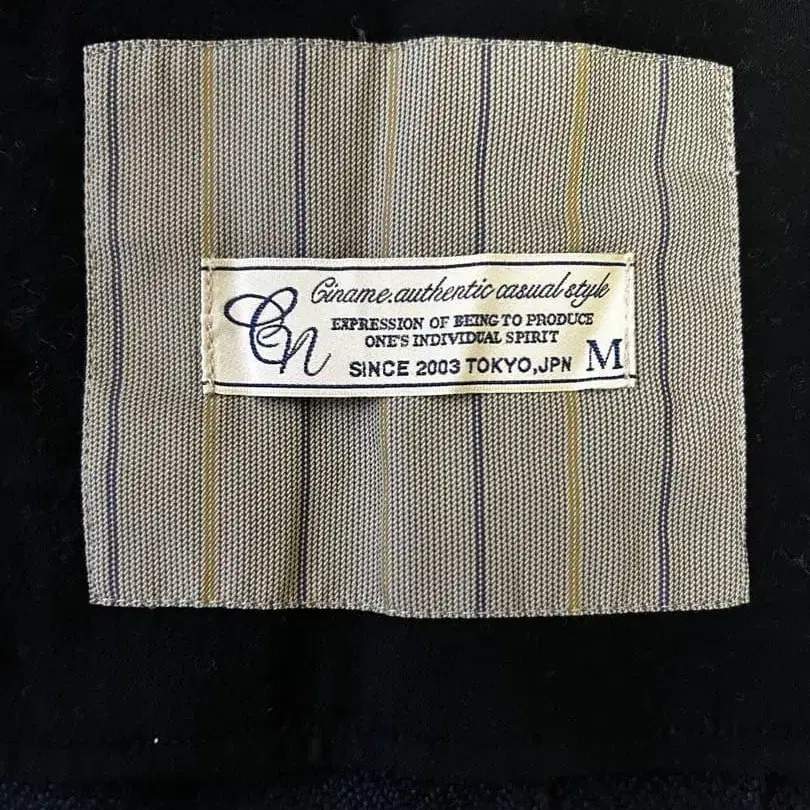 Cn
Ciname.authentic casual style
EXPRESSION OF BEING TO PRODUCE
ONE'S INDIVIDUAL SPIRIT
SINCE 2003 TOKYO,JPN M